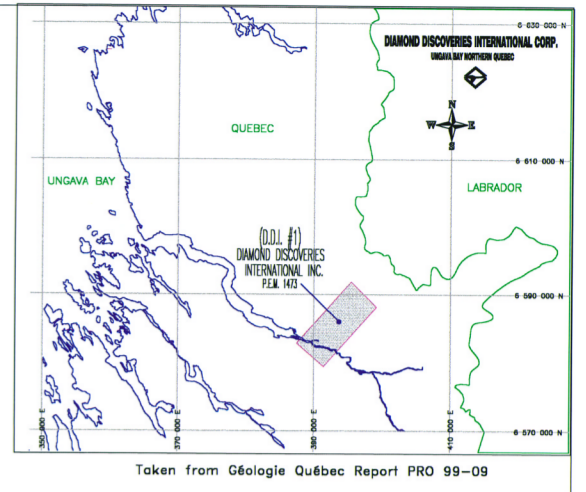 6 630 000 N
DIAMOND DISCOVERIES INTERNATIONAL CORP.
UNGAVA BAY NORTHERN QUEBEC
N
W E
S
QUEBEC
6 610 000 N
UNGAVA BAY
LABRADOR
(D.D.I. #1)
DIAMOND DISCOVERIES
INTERNATIONAL INC.
P.E.M. 1473
6 590 000 N
6 570 000 N
350 000 E
370 000 E
390 000 E
410 000 E
Taken from Géologie Québec Report PRO 99-09